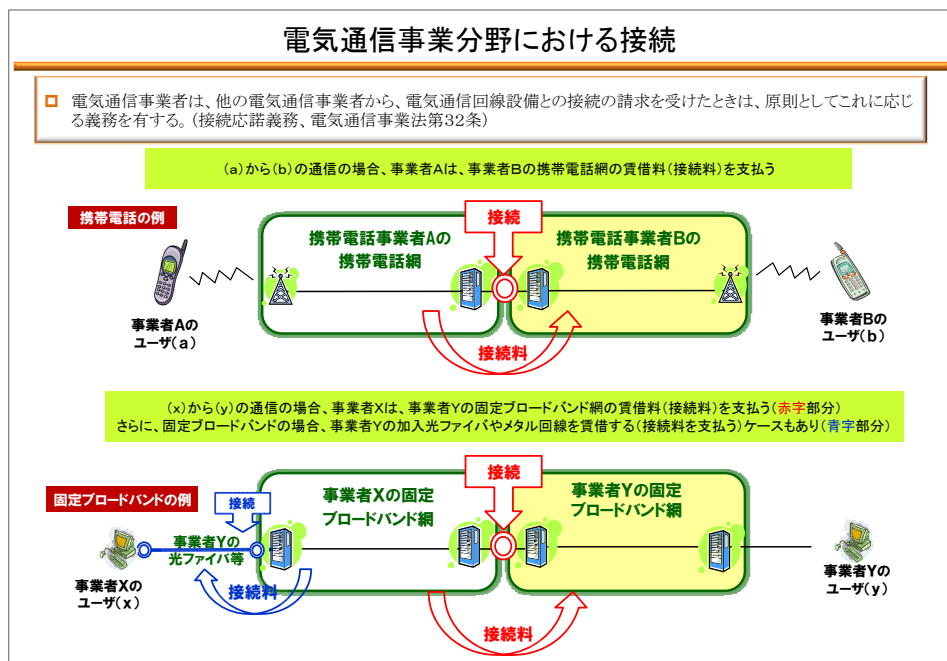 電気通信事業分野における接続
電気通信事業者は、他の電気通信事業者から、電気通信回線設備との接続の請求を受けたときは、原則としてこれに応じ
る義務を有する。(接続応諾義務、電気通信事業法第32条)
(a)から(b)の通信の場合、事業者Aは、事業者Bの携帯電話網の賃借料(接続料)を支払う
携帯電話の例
接続
携帯電話事業者Aの
携帯電話網
携帯電話事業者Bの
携帯電話網
事業者Aの
ユーザ(a)
事業者Bの
ユーザ(b)
接続料
(x)から(y)の通信の場合、事業者Xは、事業者Yの固定ブロードバンド網の賃借料(接続料)を支払う(赤字部分)
さらに、固定ブロードバンドの場合、事業者Yの加入光ファイバやメタル回線を賃借する(接続料を支払う)ケースもあり(青字部分)
固定ブロードバンドの例
接続
接続
事業者Xの固定
ブロードバンド網
事業者Yの固定
ブロードバンド網
事業者Yの
光ファイバ等
事業者Xの
ユーザ(x)
接続料
事業者Yの
ユーザ(y)
接続料